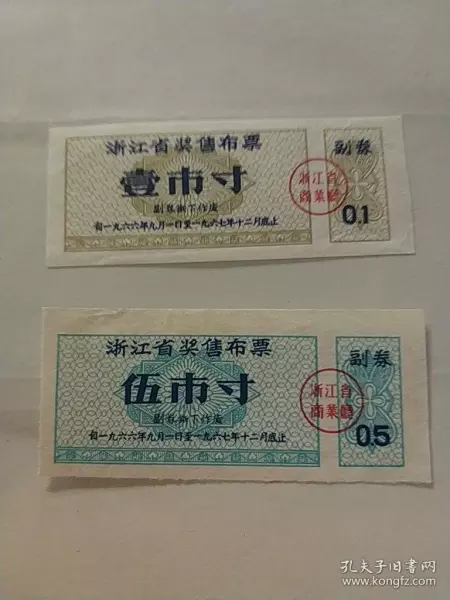 浙江省奖售布票
壹市寸
副券撕下作废
自一九六六年九月一日至一九六七年十二月底止
浙江省
商業廳
副券
0.1
浙江省奖售布票
伍市寸
副券撕下作废
自一九六六年九月一日至一九六七年十二月底止
浙江省
商業廳
副券
05
孔夫子旧书网
www.kongfz.com